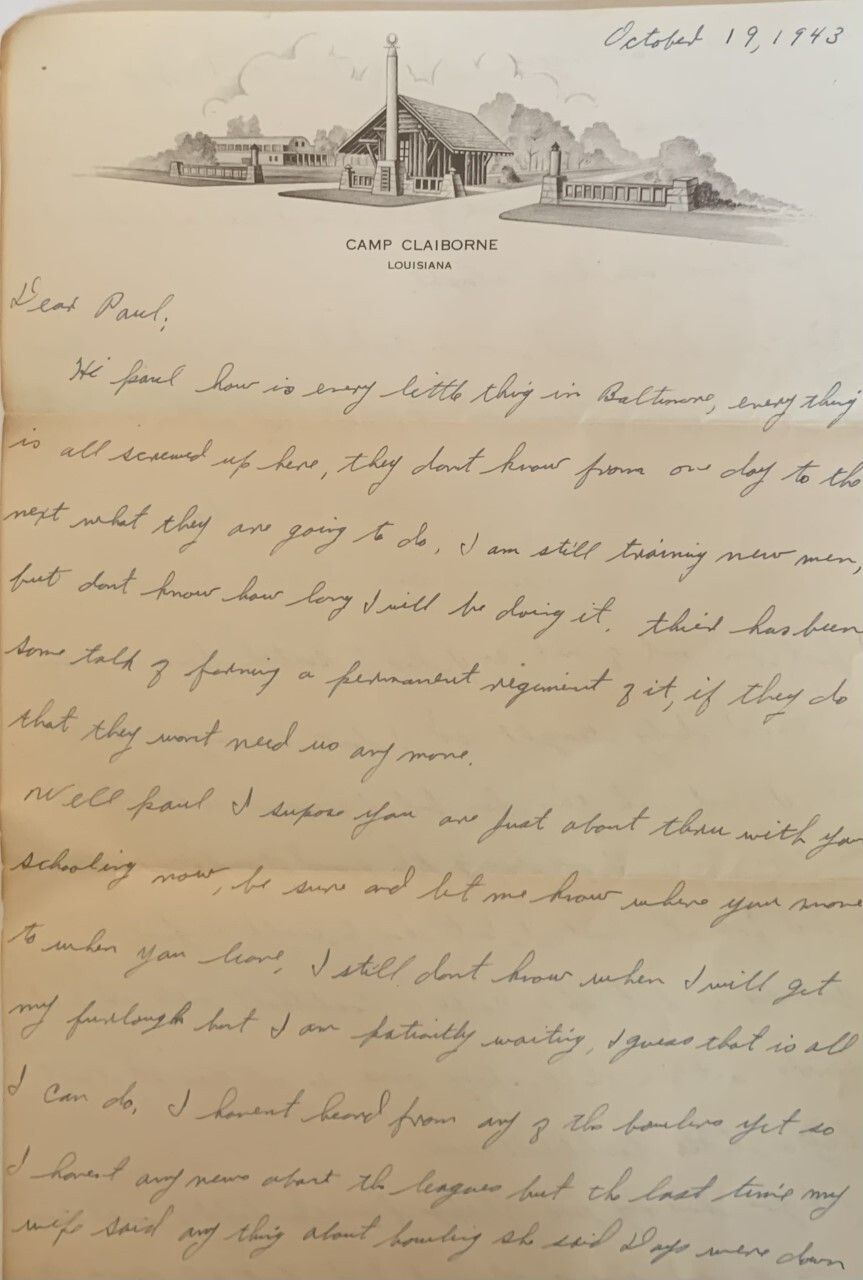 October 19, 1943
CAMP CLAIBORNE
LOUISIANA
Dear Paul;
Hi paul how is every little thing in Baltimore, every thing
is all screwed up here, they dont know from one day to the
next what they are going to do, I am still training new men,
but dont know how long I will be doing it. thier has been
some talk of forming a permanent regiment of it, if they do
that they wont need us any more.
Well paul I supose you are just about thru with you
schooling now, be sure and let me know where your move
to when you leave, I still dont know when I will get
my furlough but I am patiently waiting, I guess that is all
I can do, I havent heard from any of the bowlers yet so
I havent any news about the leagues but the last time my
wife said any thing about bowling she said were down